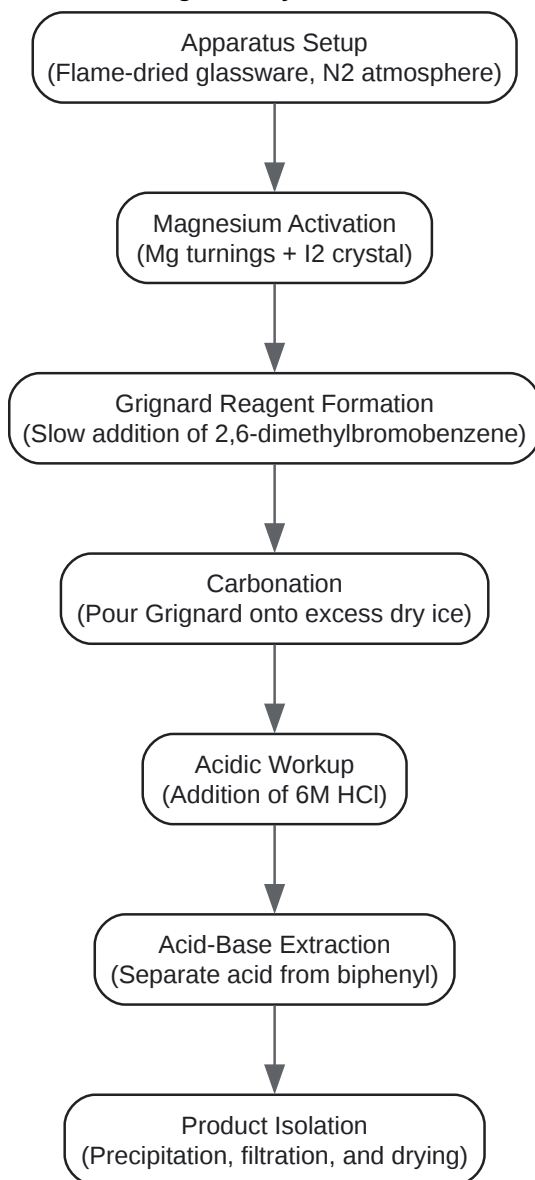 Apparatus Setup
(Flame-dried glassware, N2 atmosphere)
Magnesium Activation
(Mg turnings + I2 crystal)
Grignard Reagent Formation
(Slow addition of 2,6-dimethylbromobenzene)
Carbonation
(Pour Grignard onto excess dry ice)
Acidic Workup
(Addition of 6M HCl)
Acid-Base Extraction
(Separate acid from biphenyl)
Product Isolation
(Precipitation, filtration, and drying)